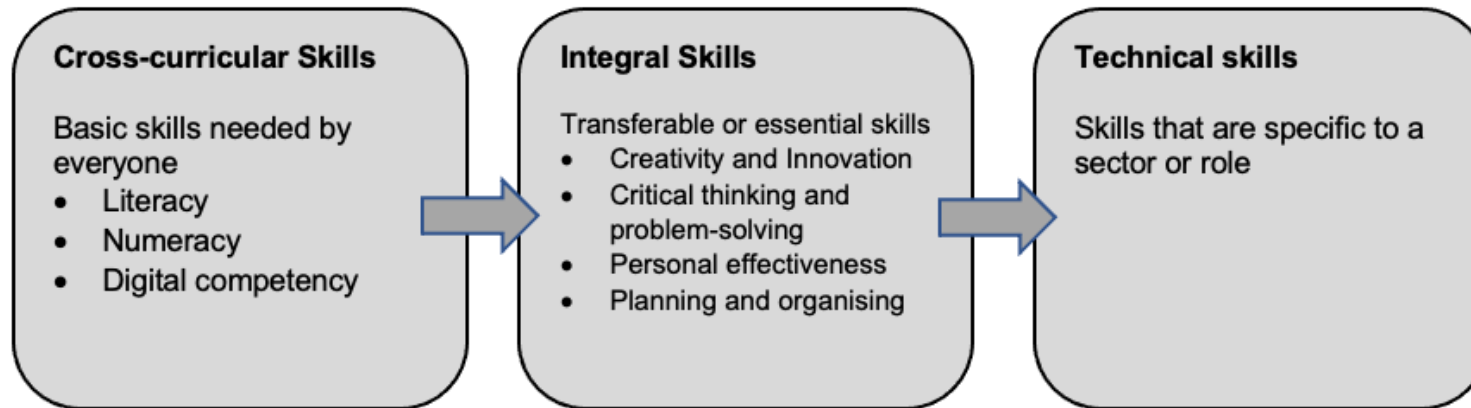 Cross-curricular Skills
Basic skills needed by
everyone
• Literacy
• Numeracy
• Digital competency
Integral Skills
Transferable or essential skills
• Creativity and Innovation
• Critical thinking and
problem-solving
• Personal effectiveness
• Planning and organising
Technical skills
Skills that are specific to a
sector or role